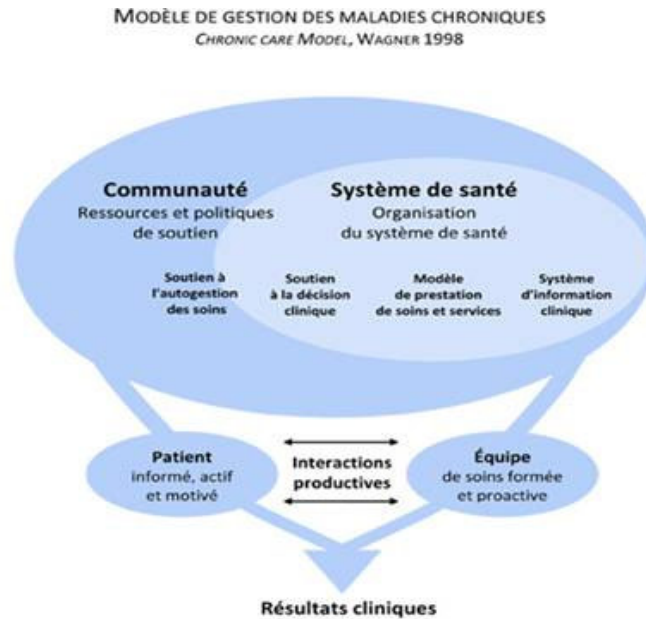 MODÈLE DE GESTION DES MALADIES CHRONIQUES
CHRONIC CARE MODEL, WAGNER 1998
Communauté
Ressources et politiques
de soutien
Système de santé
Organisation
du système de santé
Soutien à
l'autogestion
des soins
Soutien
à la décision
clinique
Modèle
de prestation
de soins et services
Système
d'information
clinique
Patient
informé, actif
et motivé
Interactions
productives
Équipe
de soins formée
et proactive
Résultats cliniques